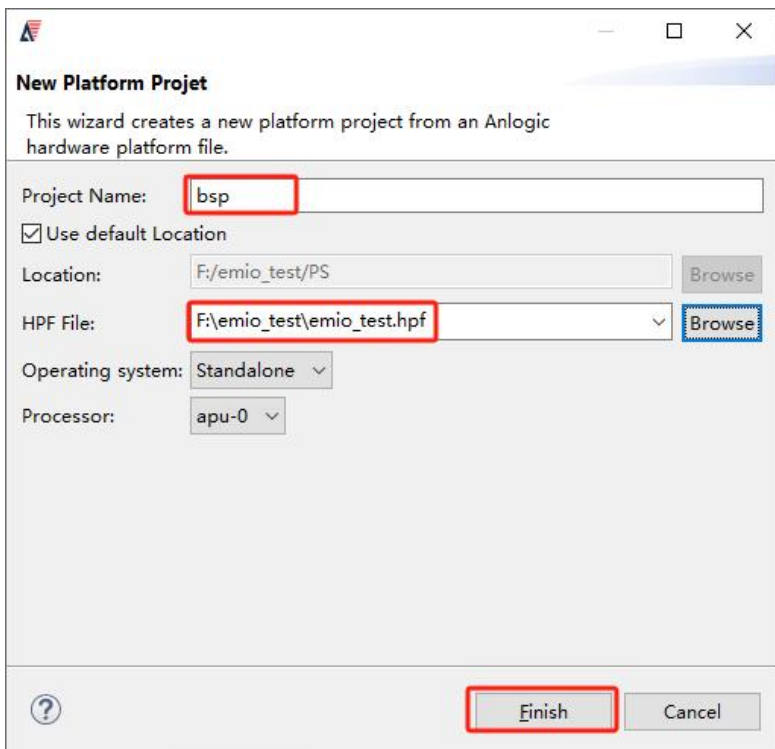 New Platform Projet
This wizard creates a new platform project from an Anlogic
hardware platform file.
Project Name: bsp
Use default Location
Location: F:/emio_test/PS Browse
HPF File: F:\emio_test\emio_test.hpf Browse
Operating system: Standalone
Processor: apu-0
? Finish Cancel